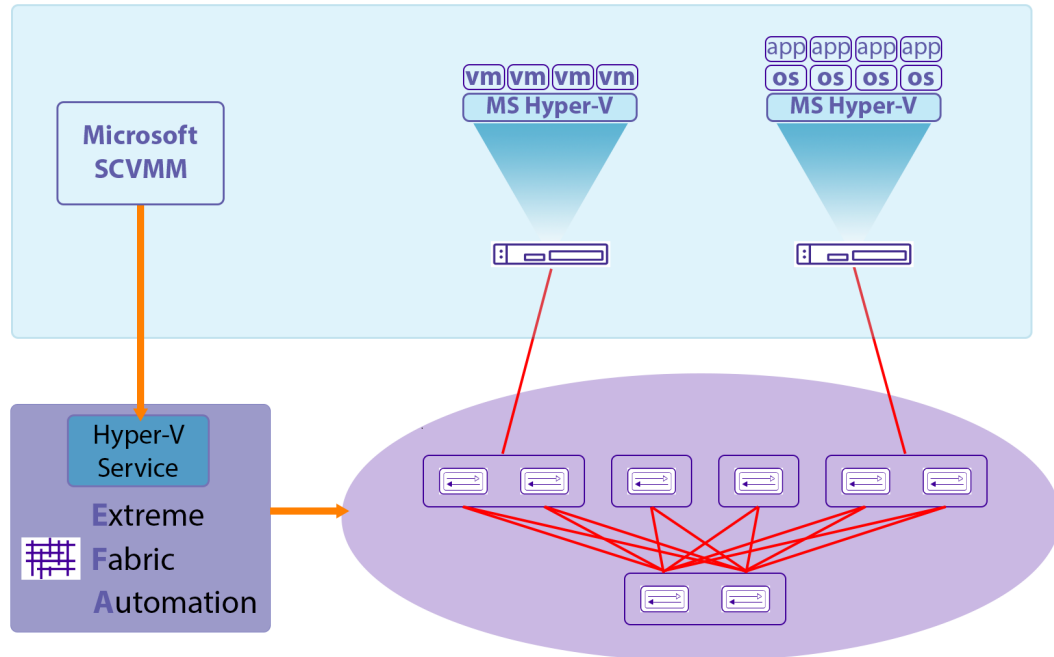 app app app app
vm vm vm vm
os os os os
MS Hyper-V
MS Hyper-V
Microsoft
SCVMM
Hyper-V
Service
Extreme
Fabric
Automation